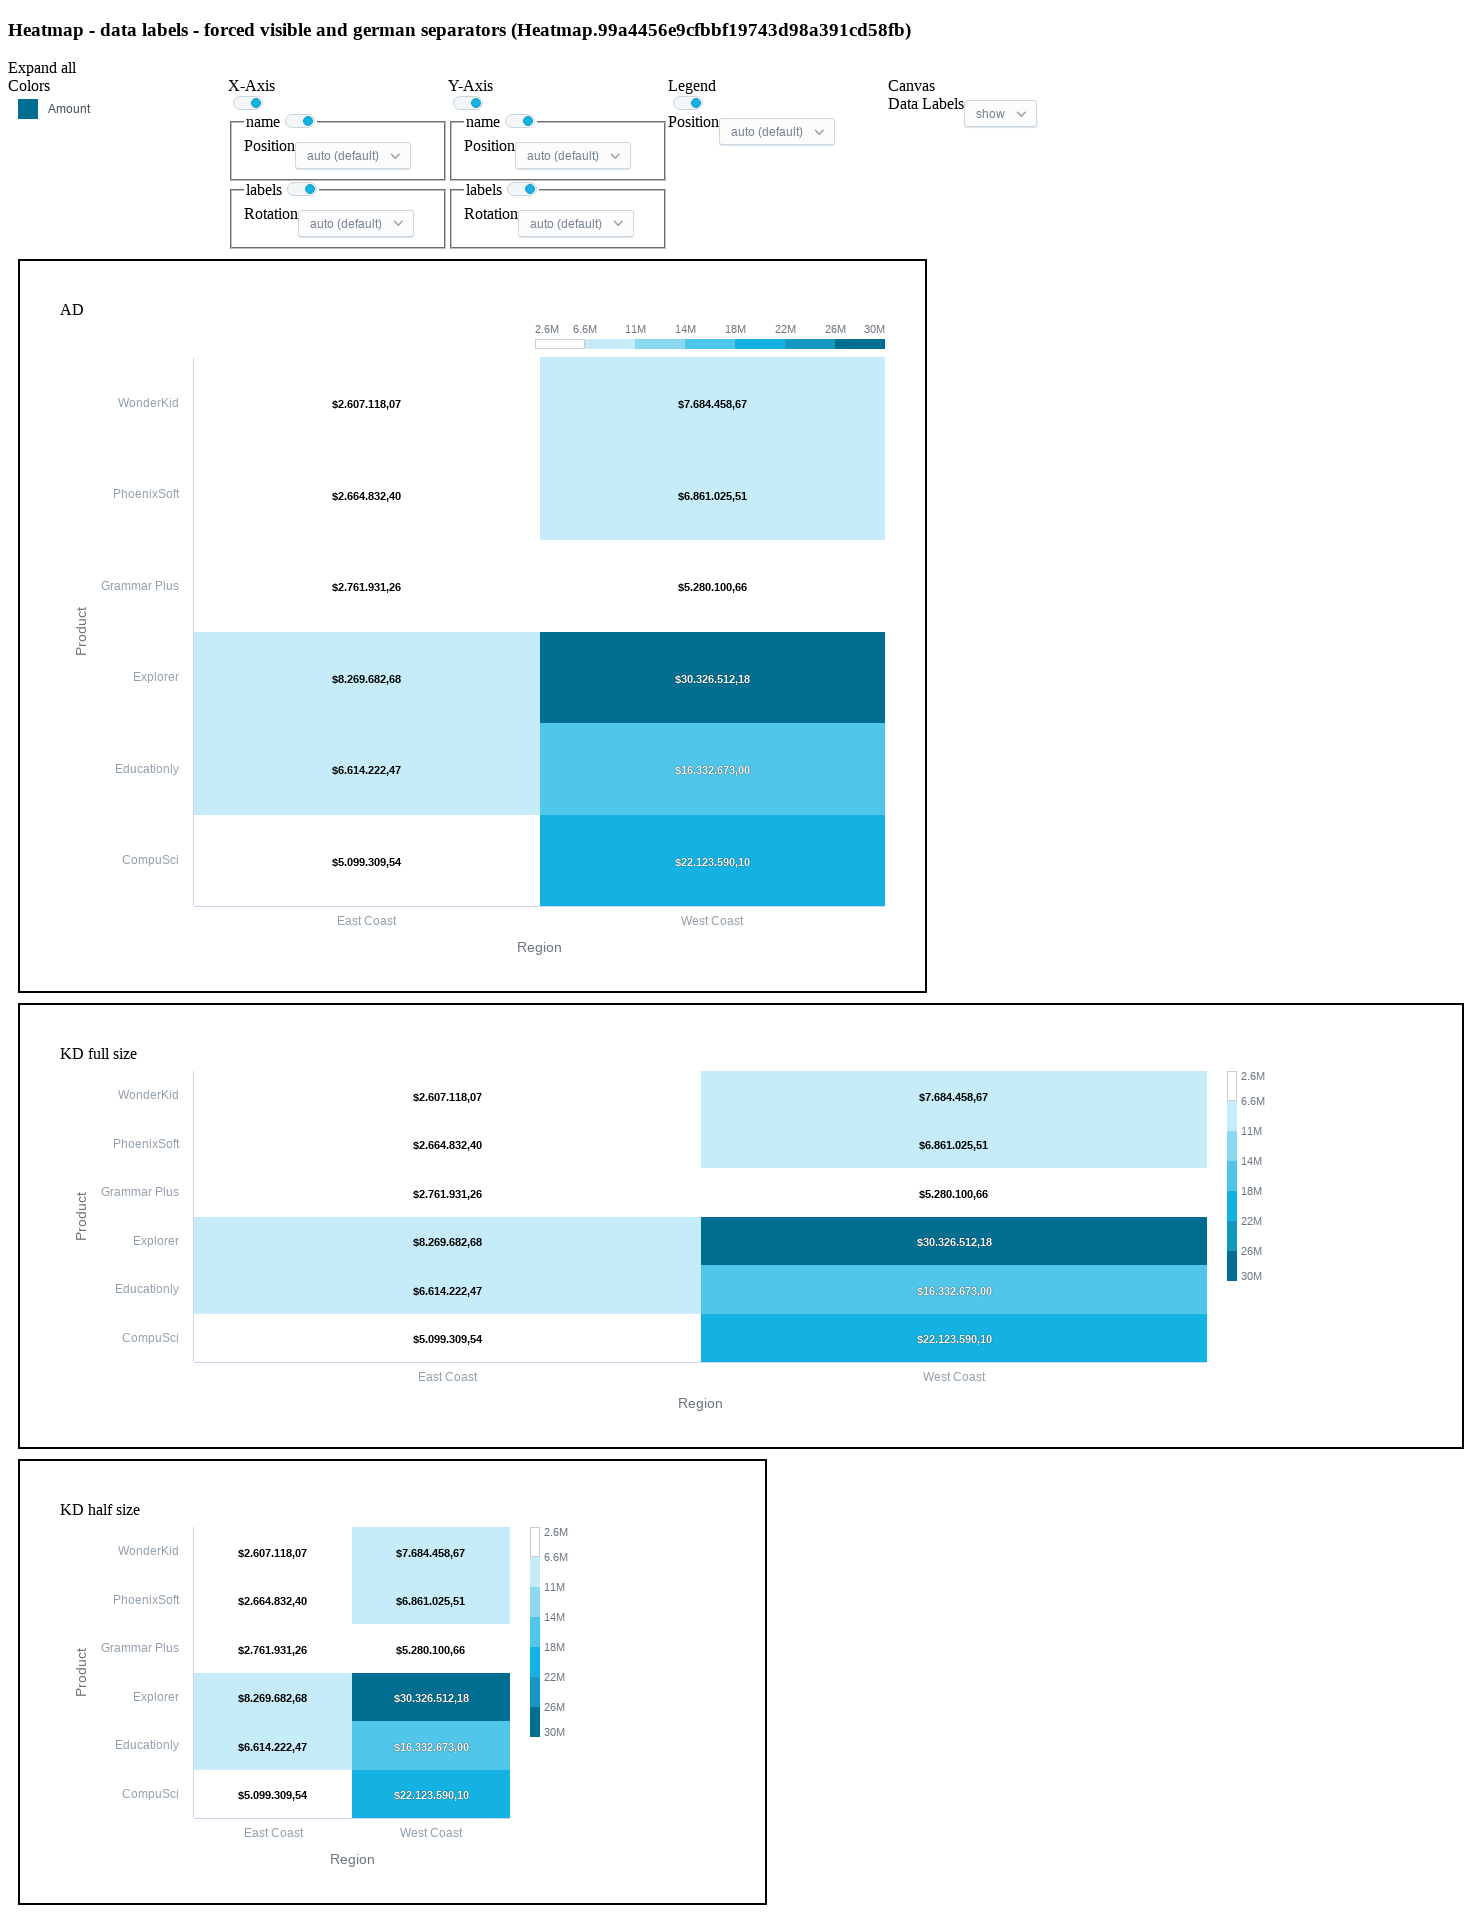 Heatmap - data labels - forced visible and german separators (Heatmap.99a4456e9cfbbf19743d98a391cd58fb)
Expand all
Colors
Amount
X-Axis
name
Position auto (default)
labels
Rotation auto (default)
Y-Axis
name
Position auto (default)
labels
Rotation auto (default)
Legend
Position auto (default)
Canvas
Data Labels show
AD
2.6M 6.6M 11M 14M 18M 22M 26M 30M
WonderKid $2.607.118,07 $7.684.458,67
PhoenixSoft $2.664.832,40 $6.861.025,51
Grammar Plus $2.761.931,26 $5.280.100,66
Product
Explorer $8.269.682,68 $30.326.512,18
Educationly $6.614.222,47 $16.332.673,00
CompuSci $5.099.309,54 $22.123.590,10
East Coast West Coast
Region
KD full size
WonderKid $2.607.118,07 $7.684.458,67
PhoenixSoft $2.664.832,40 $6.861.025,51
Grammar Plus $2.761.931,26 $5.280.100,66
Product
Explorer $8.269.682,68 $30.326.512,18
Educationly $6.614.222,47 $16.332.673,00
CompuSci $5.099.309,54 $22.123.590,10
East Coast West Coast
Region
2.6M
6.6M
11M
14M
18M
22M
26M
30M
KD half size
WonderKid $2.607.118,07 $7.684.458,67
PhoenixSoft $2.664.832,40 $6.861.025,51
Grammar Plus $2.761.931,26 $5.280.100,66
Product
Explorer $8.269.682,68 $30.326.512,18
Educationly $6.614.222,47 $16.332.673,00
CompuSci $5.099.309,54 $22.123.590,10
East Coast West Coast
Region
2.6M
6.6M
11M
14M
18M
22M
26M
30M